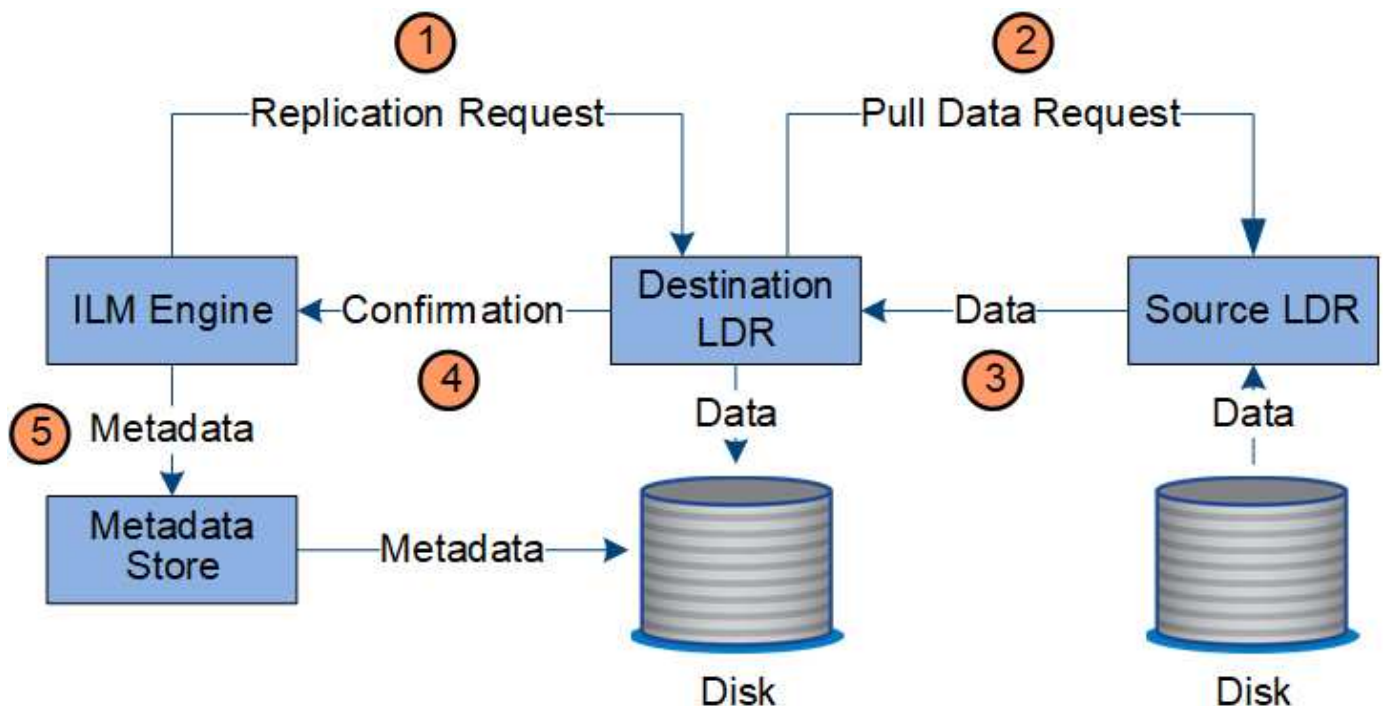 1
2
Replication Request
Pull Data Request
ILM Engine
Confirmation
Destination
LDR
Data
Source LDR
4
3
5
Metadata
Data
Data
Metadata
Store
Metadata
Disk
Disk